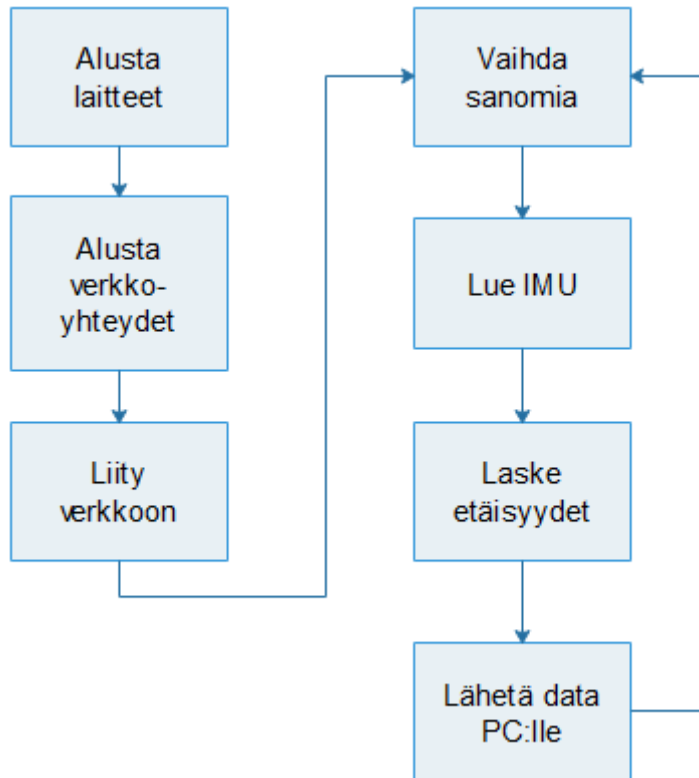 Alusta
laitteet
Alusta
verkko-
yhteydet
Liity
verkkoon
Vaihda
sanomia
Lue IMU
Laske
etäisyydet
Lähetä data
PC:lle